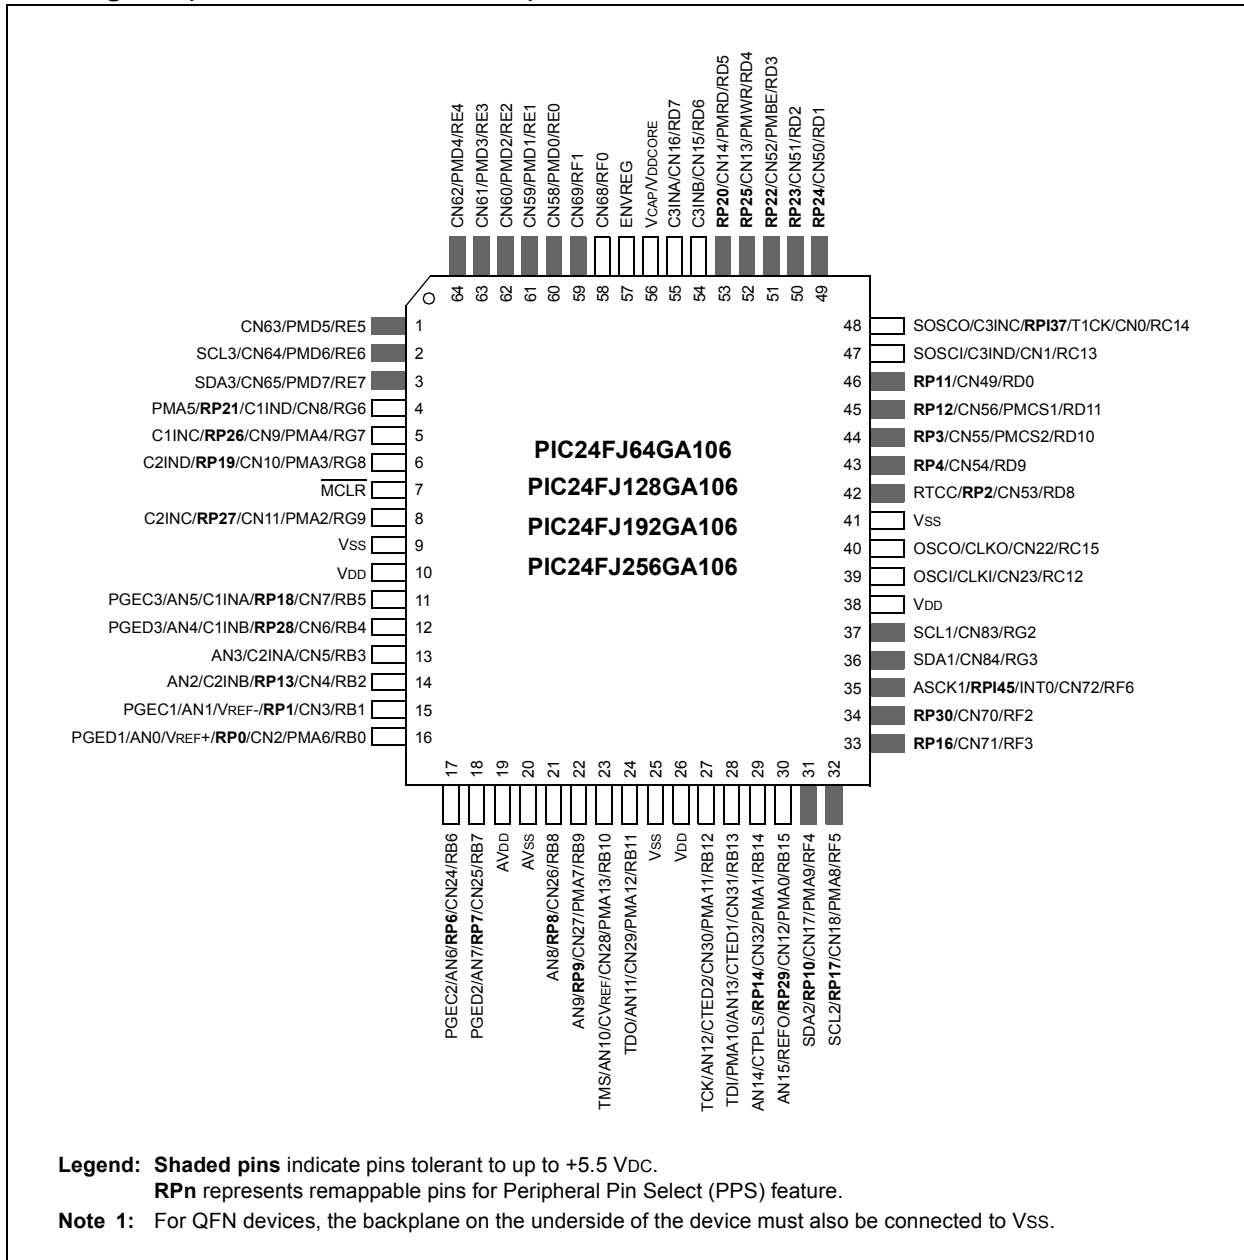 CN62/PMD4/RE4
CN61/PMD3/RE3
CN60/PMD2/RE2
CN59/PMD1/RE1
CN58/PMD0/RE0
CN69/RF1
CN68/RF0
ENVREG
VCAP/VDDCORE
C3INA/CN16/RD7
C3INB/CN15/RD6
RP20/CN14/PMRD/RD5
RP25/CN13/PMWR/RD4
RP22/CN52/PMBE/RD3
RP23/CN51/RD2
RP24/CN50/RD1
64 63 62 61 60 59 58 57 56 55 54 53 52 51 50 49
CN63/PMD5/RE5 1
SCL3/CN64/PMD6/RE6 2
SDA3/CN65/PMD7/RE7 3
PMA5/RP21/C1IND/CN8/RG6 4
C1INC/RP26/CN9/PMA4/RG7 5
C2IND/RP19/CN10/PMA3/RG8 6
MCLR 7
C2INC/RP27/CN11/PMA2/RG9 8
VSS 9
VDD 10
PGEC3/AN5/C1INA/RP18/CN7/RB5 11
PGED3/AN4/C1INB/RP28/CN6/RB4 12
AN3/C2INA/CN5/RB3 13
AN2/C2INB/RP13/CN4/RB2 14
PGEC1/AN1/VREF-/RP1/CN3/RB1 15
PGED1/AN0/VREF+/RP0/CN2/PMA6/RB0 16
PIC24FJ64GA106
PIC24FJ128GA106
PIC24FJ192GA106
PIC24FJ256GA106
48 SOSCO/C3INC/RPI37/T1CK/CN0/RC14
47 SOSCI/C3IND/CN1/RC13
46 RP11/CN49/RD0
45 RP12/CN56/PMCS1/RD11
44 RP3/CN55/PMCS2/RD10
43 RP4/CN54/RD9
42 RTCC/RP2/CN53/RD8
41 VSS
40 OSCO/CLKO/CN22/RC15
39 OSCI/CLKI/CN23/RC12
38 VDD
37 SCL1/CN83/RG2
36 SDA1/CN84/RG3
35 ASCK1/RPI45/INT0/CN72/RF6
34 RP30/CN70/RF2
33 RP16/CN71/RF3
17 18 19 20 21 22 23 24 25 26 27 28 29 30 31 32
PGEC2/AN6/RP6/CN24/RB6
PGED2/AN7/RP7/CN25/RB7
AVDD
AVSS
AN8/RP8/CN26/RB8
AN9/RP9/CN27/PMA7/RB9
TMS/AN10/CVREF/CN28/PMA13/RB10
TDO/AN11/CN29/PMA12/RB11
VSS
VDD
TCK/AN12/CTED2/CN30/PMA11/RB12
TDI/PMA10/AN13/CTED1/CN31/RB13
AN14/CTPLS/RP14/CN32/PMA1/RB14
AN15/REFO/RP29/CN12/PMA0/RB15
SDA2/RP10/CN17/PMA9/RF4
SCL2/RP17/CN18/PMA8/RF5
Legend: Shaded pins indicate pins tolerant to up to +5.5 VDC.
RPn represents remappable pins for Peripheral Pin Select (PPS) feature.
Note 1: For QFN devices, the backplane on the underside of the device must also be connected to VSS.